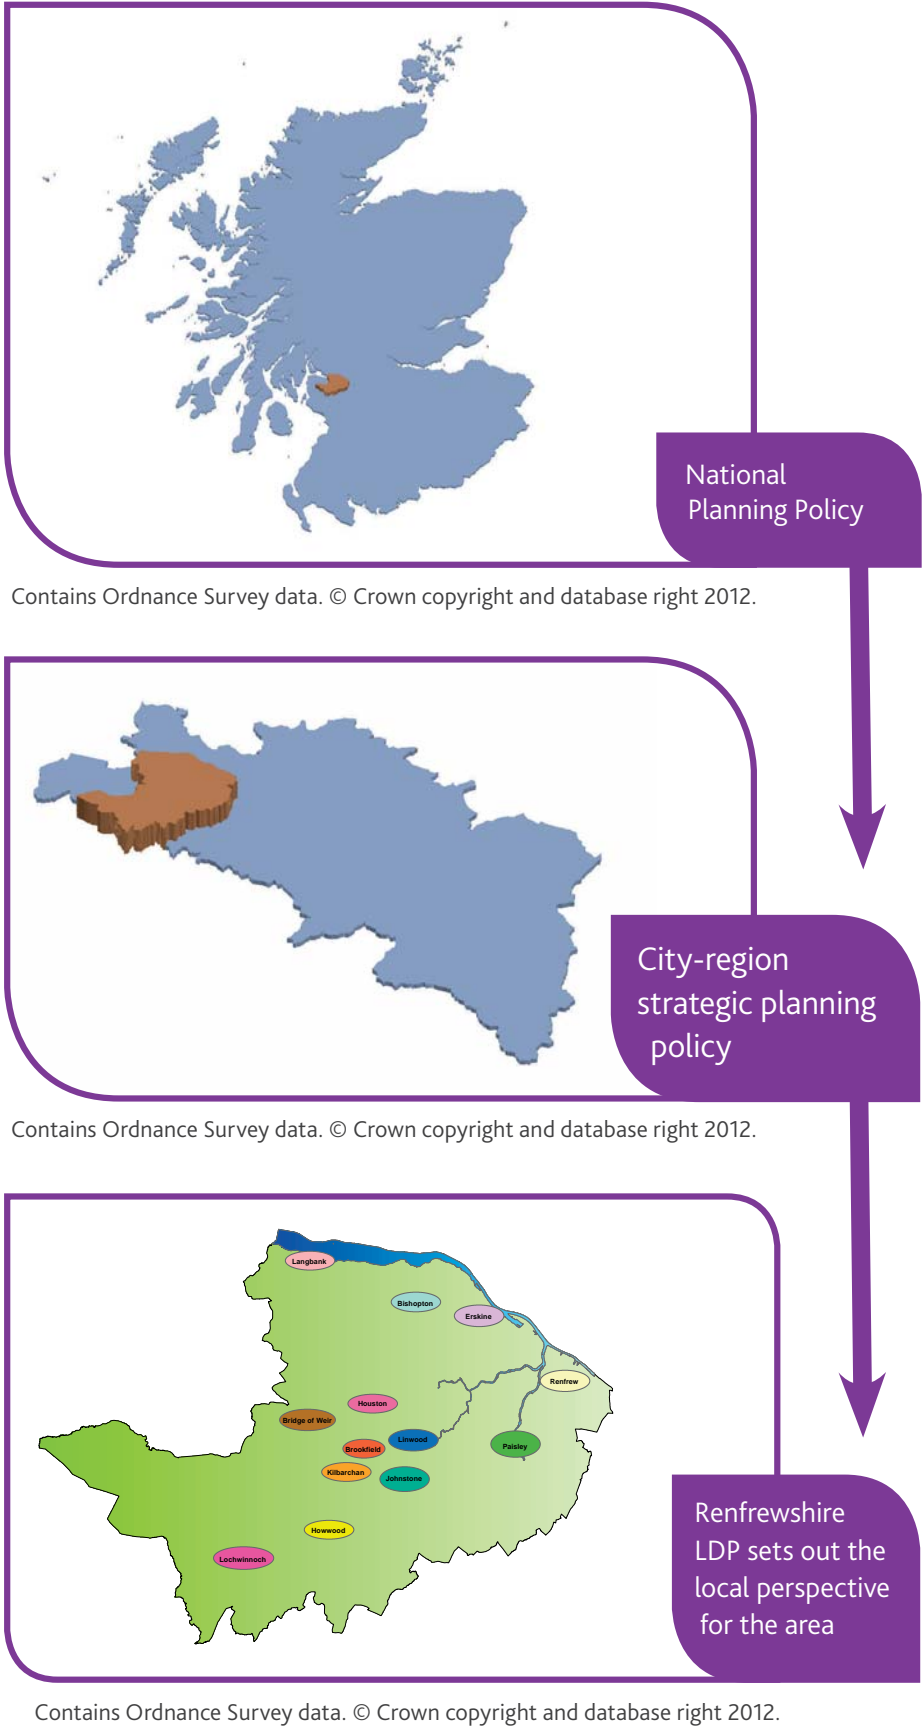 National
Planning Policy
Contains Ordnance Survey data. © Crown copyright and database right 2012.
City-region
strategic planning
policy
Contains Ordnance Survey data. © Crown copyright and database right 2012.
Langbank
Bishopton
Erskine
Renfrew
Houston
Bridge of Weir
Linwood
Brookfield
Paisley
Kilbarchan
Johnstone
Howwood
Lochwinnoch
Renfrewshire
LDP sets out the
local perspective
for the area
Contains Ordnance Survey data. © Crown copyright and database right 2012.